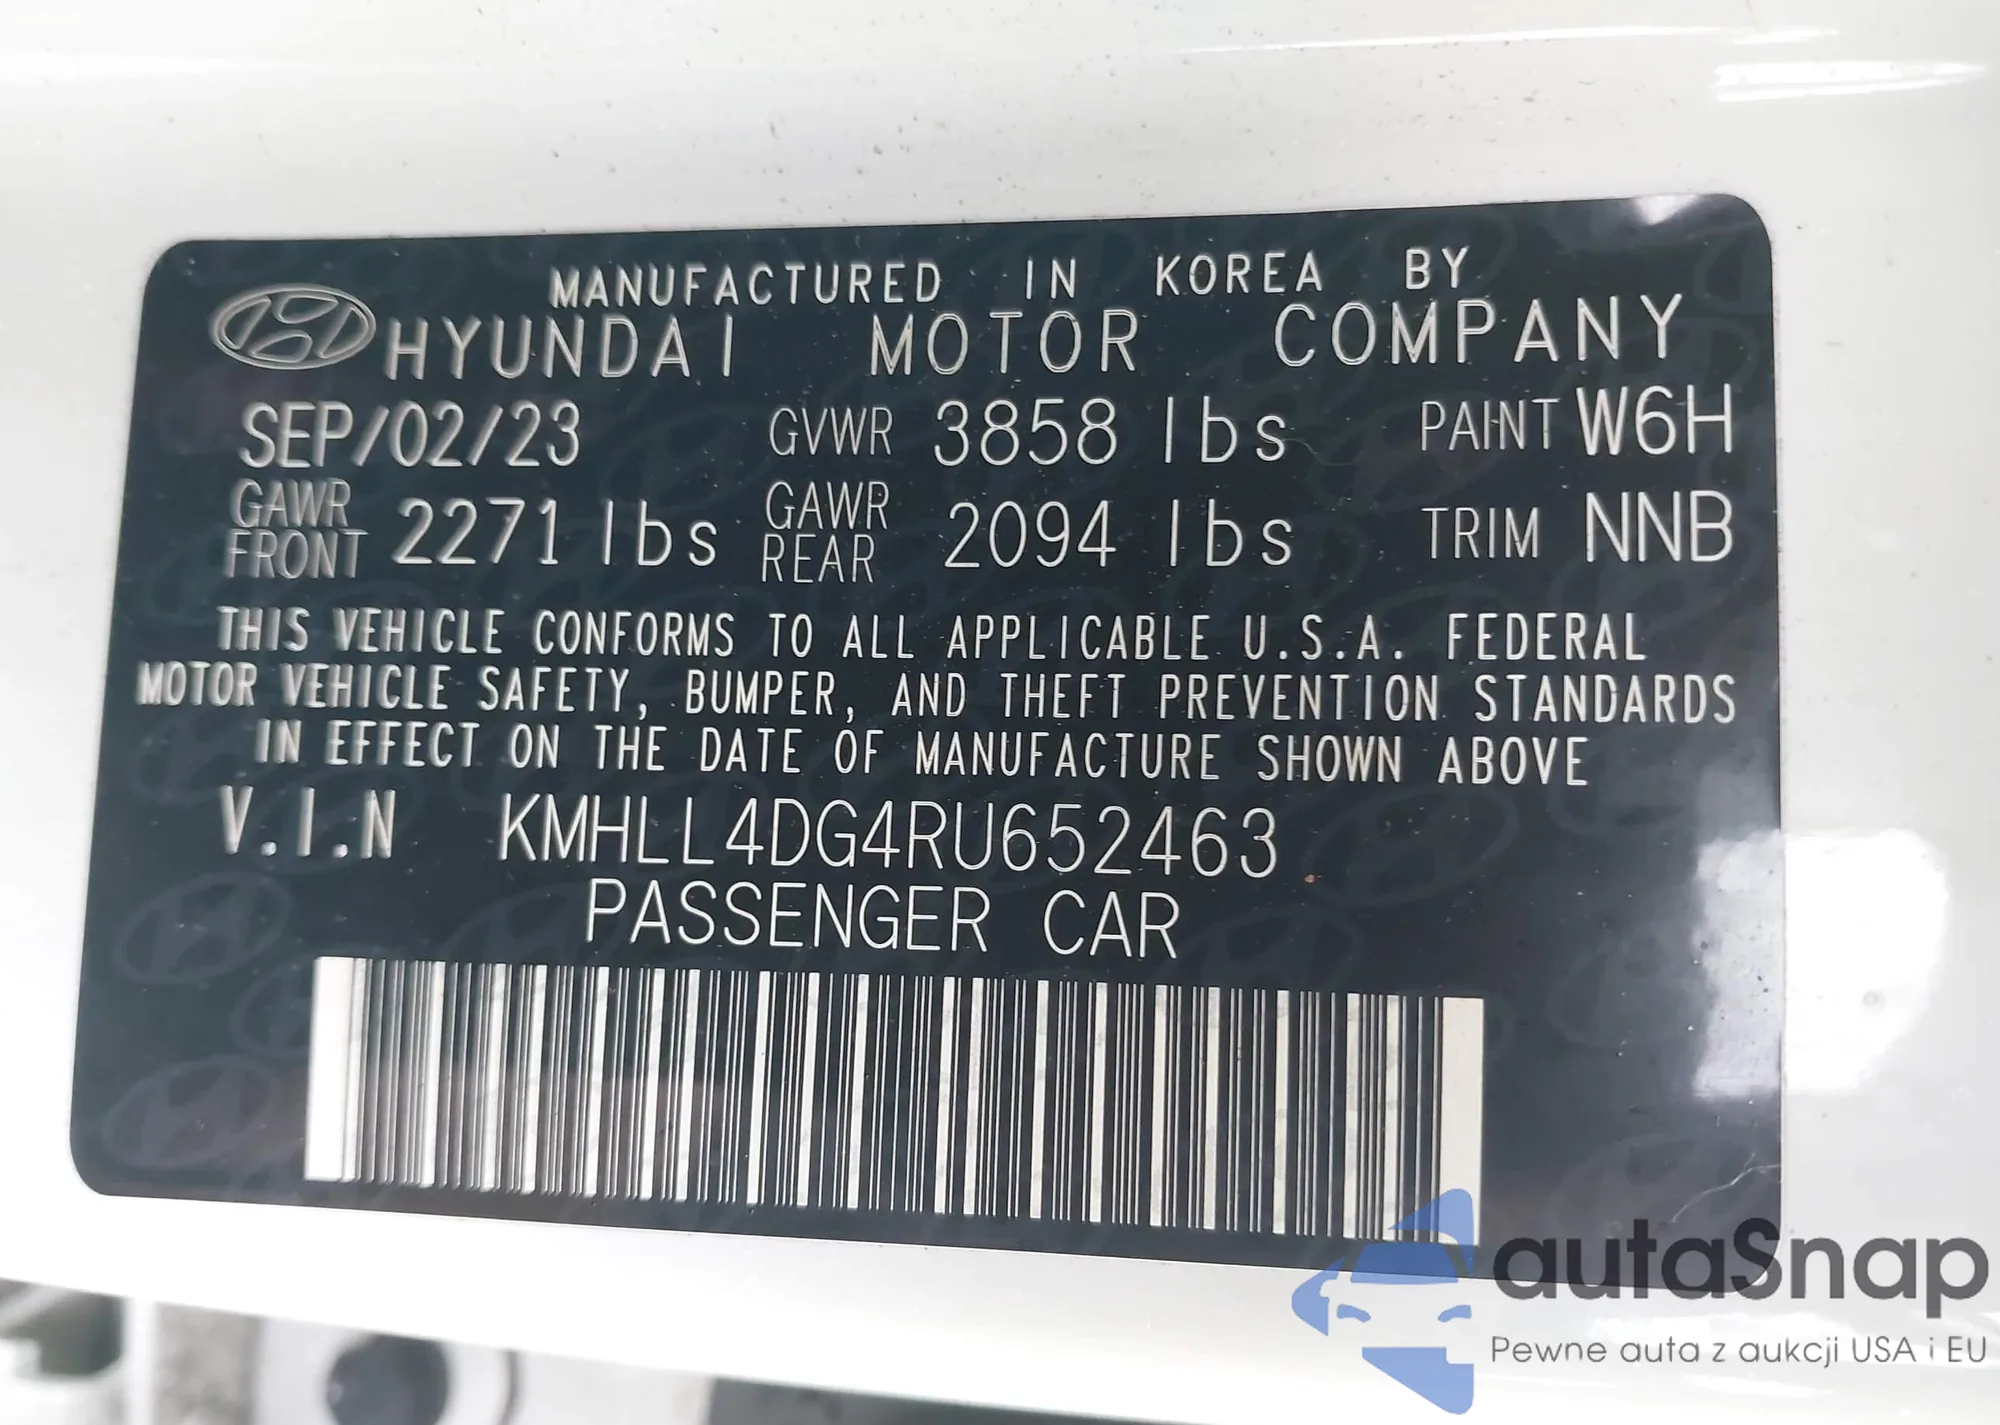 MANUFACTURED IN KOREA BY
HYUNDAI MOTOR COMPANY
SEP/02/23 GVWR 3858 lbs PAINT W6H
GAWR FRONT 2271 lbs GAWR REAR 2094 lbs TRIM NNB
THIS VEHICLE CONFORMS TO ALL APPLICABLE U.S.A. FEDERAL
MOTOR VEHICLE SAFETY, BUMPER, AND THEFT PREVENTION STANDARDS
IN EFFECT ON THE DATE OF MANUFACTURE SHOWN ABOVE
V.I.N KMHLL4DG4RU652463
PASSENGER CAR
autaSnap
Pewne auta z aukcji USA i EU